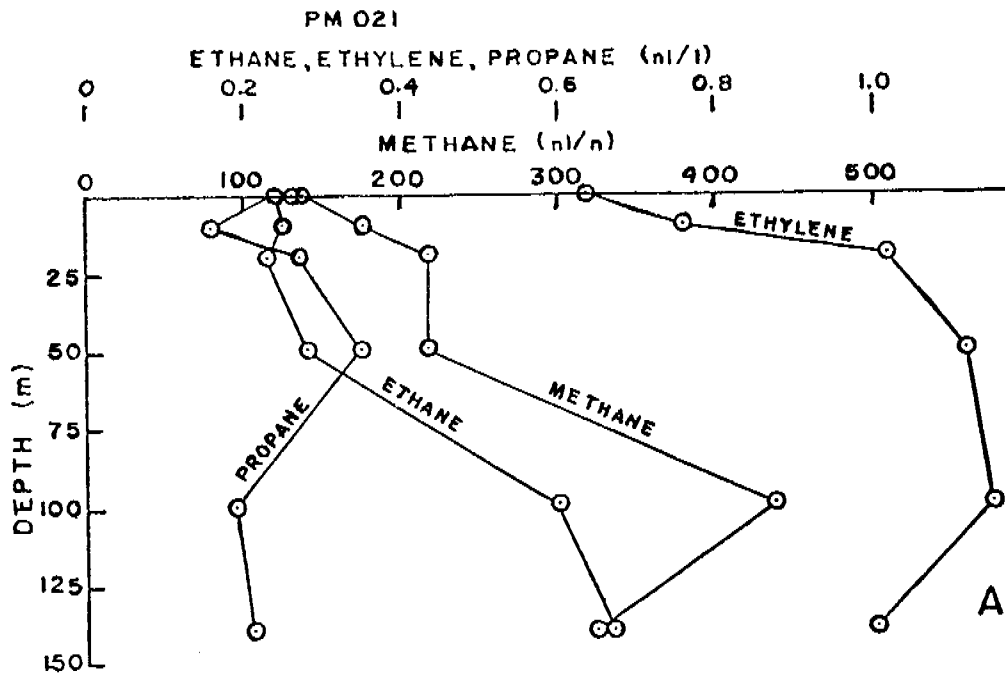 PM 021
ETHANE, ETHYLENE, PROPANE (nl/l)
0 0.2 0.4 0.6 0.8 1.0
METHANE (nl/n)
0 100 200 300 400 500
ETHYLENE
25
50
ETHANE
METHANE
75
PROPANE
DEPTH (m)
100
125
A
150